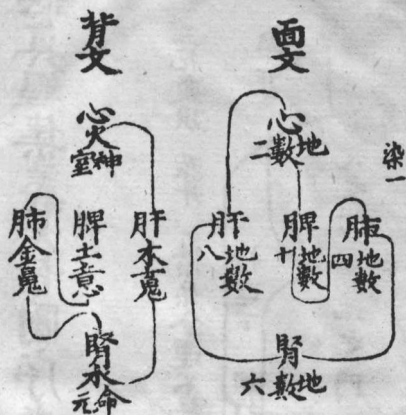 染一
面文
心地數二
肺地數四
脾地數十
肝地數八
腎地數六
背文
心火神室
肝木䰟
脾土意
肺金䰟
腎水命元